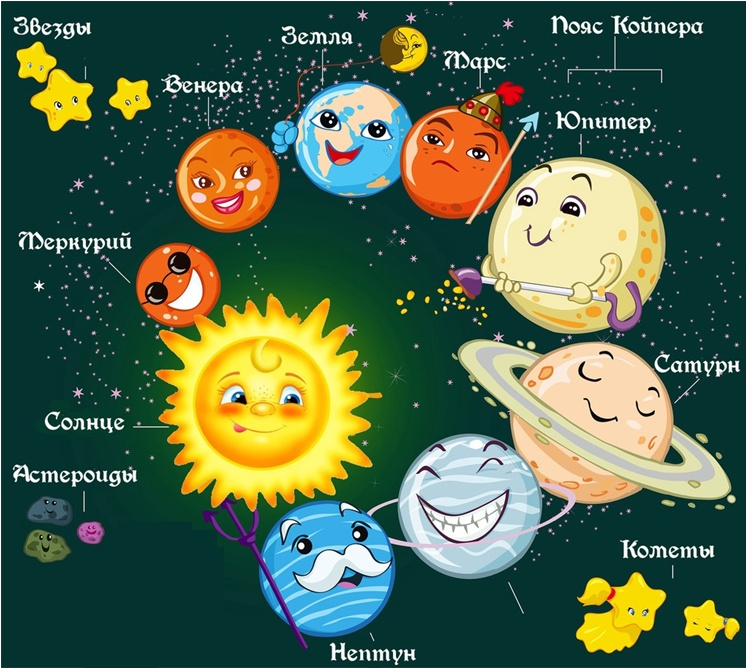 Звезды
Земля
Пояс Койпера
Марс
Венера
Юпитер
Меркурий
Сатурн
Солнце
Астероиды
Кометы
Нептун